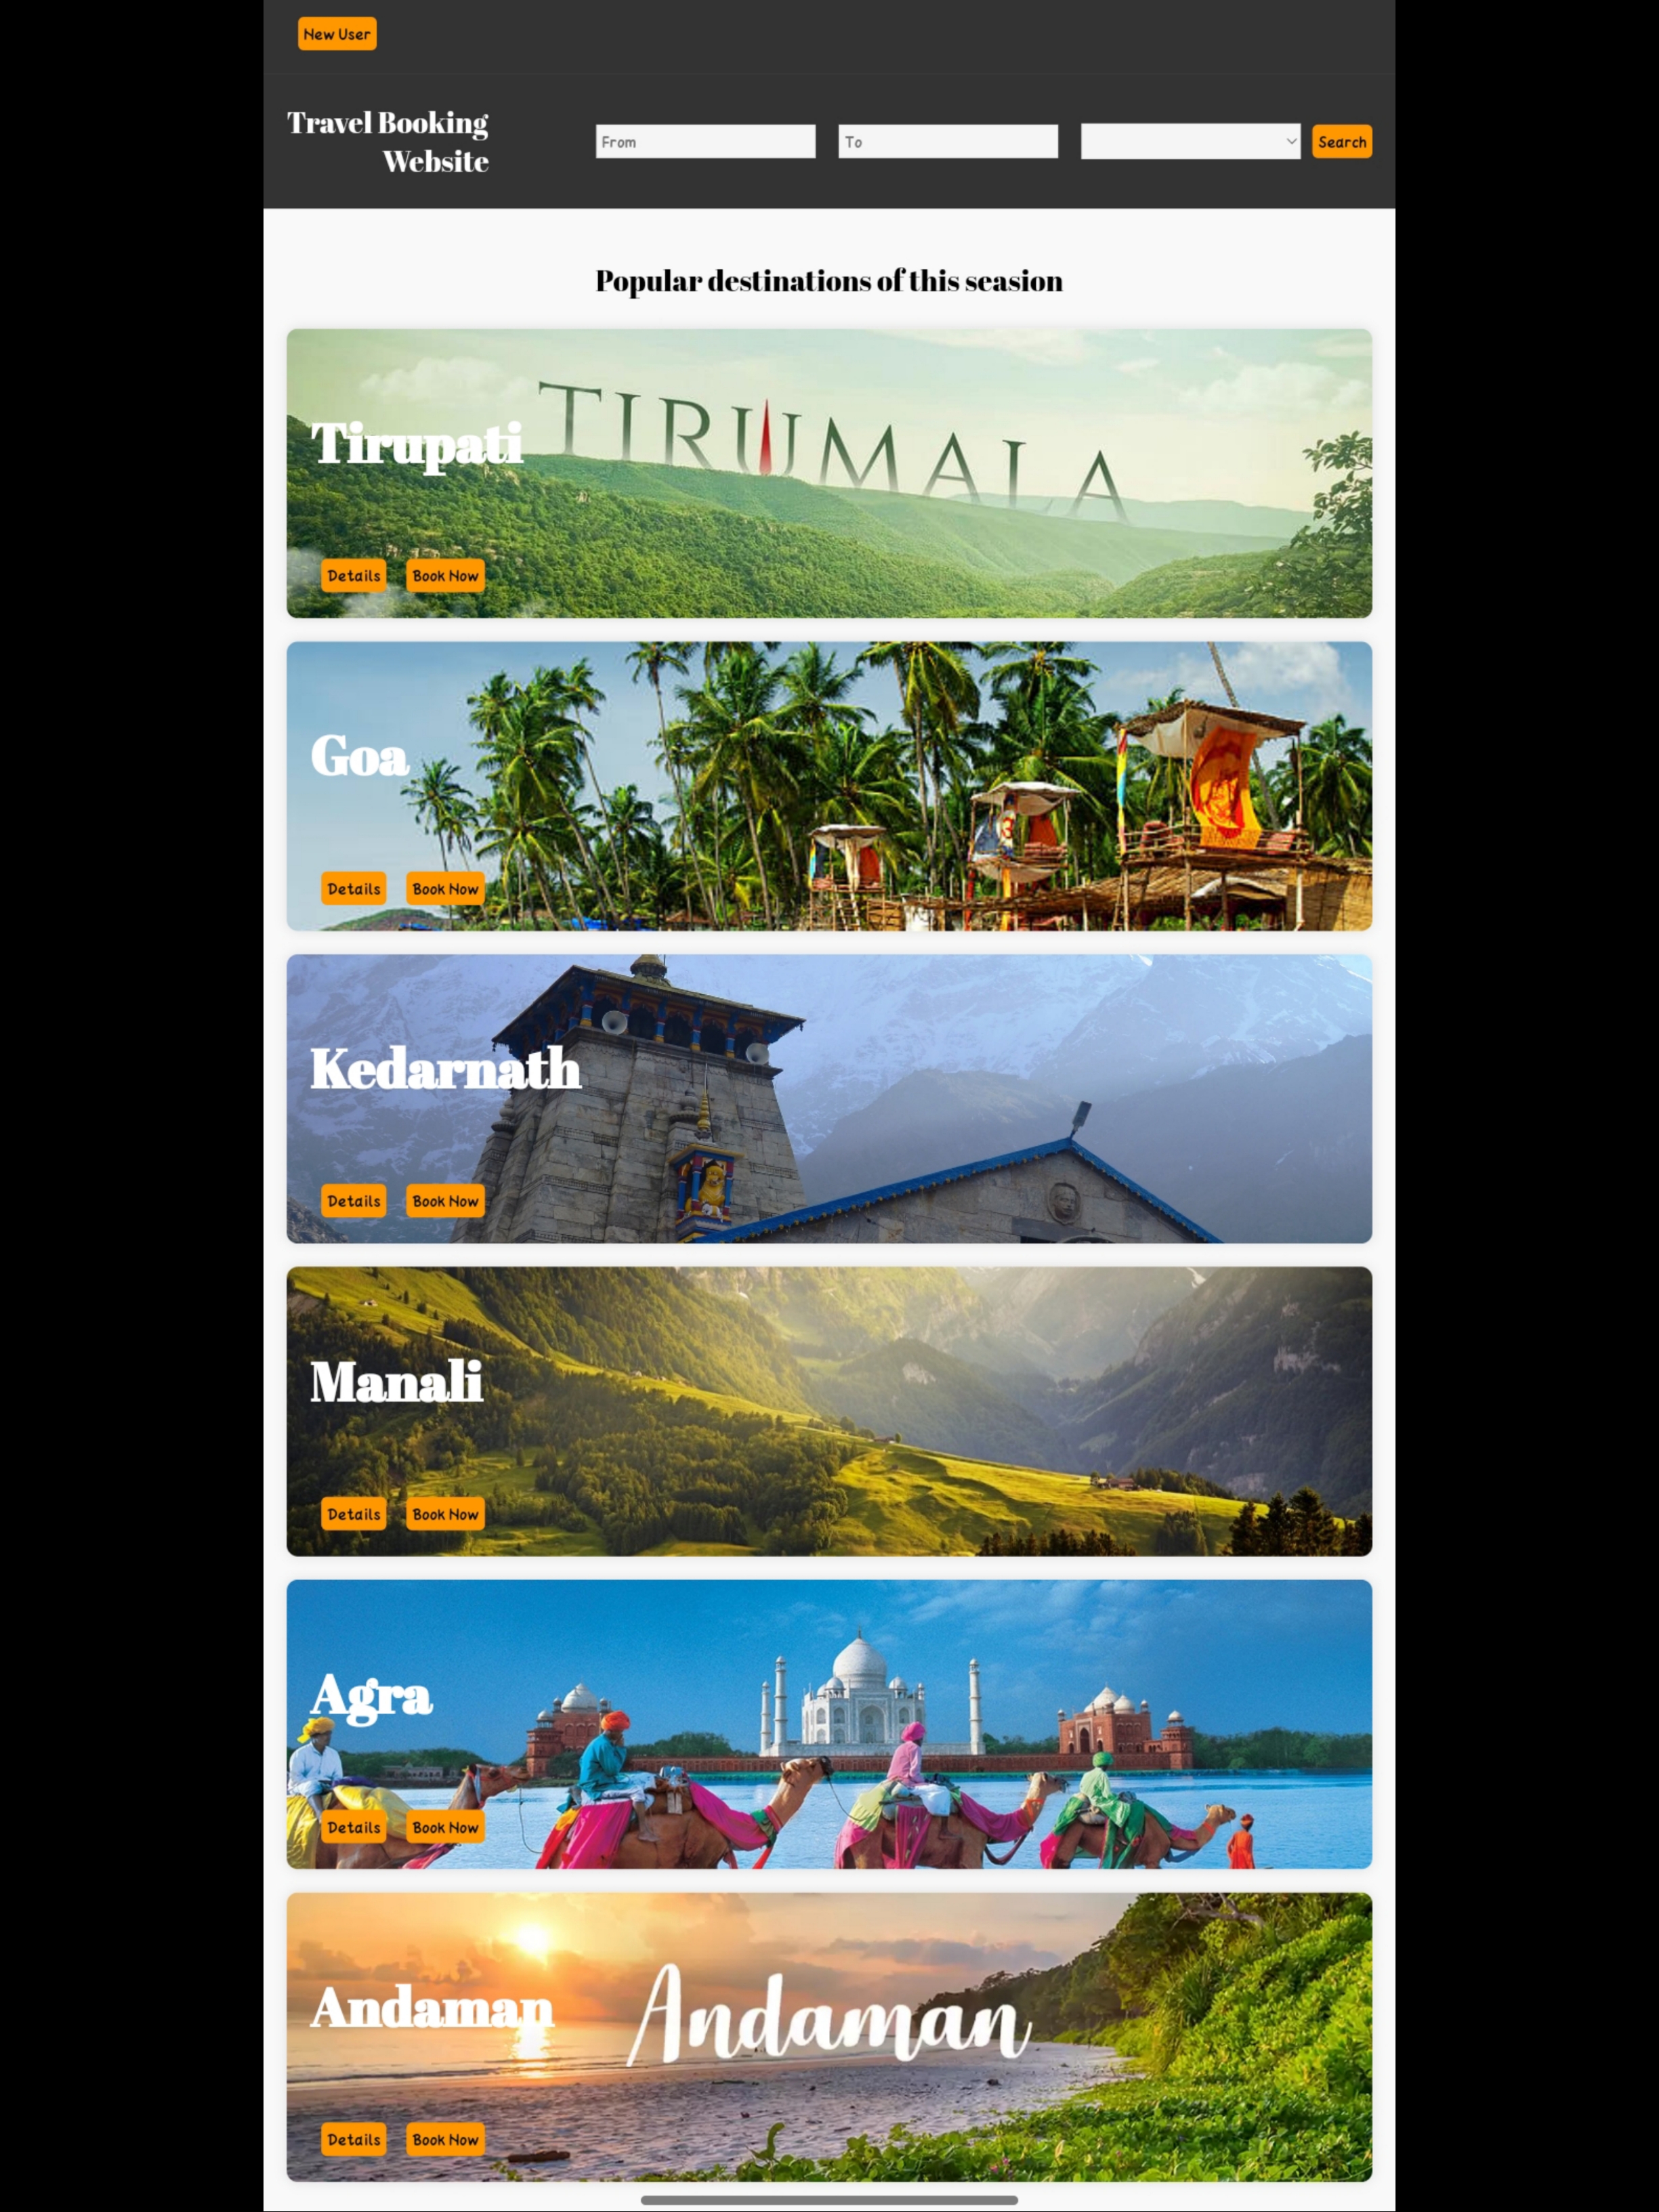 New User
Travel Booking
Website
From
To
Search
Popular destinations of this seasion
TIRUMALA
Tirupati
Details Book Now
Goa
Details Book Now
Kedarnath
Details Book Now
Manali
Details Book Now
Agra
Details Book Now
Andaman Andaman
Details Book Now